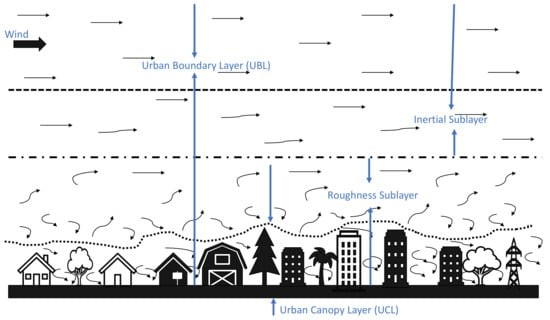 Wind
Urban Boundary Layer (UBL)
Inertial Sublayer
Roughness Sublayer
Urban Canopy Layer (UCL)